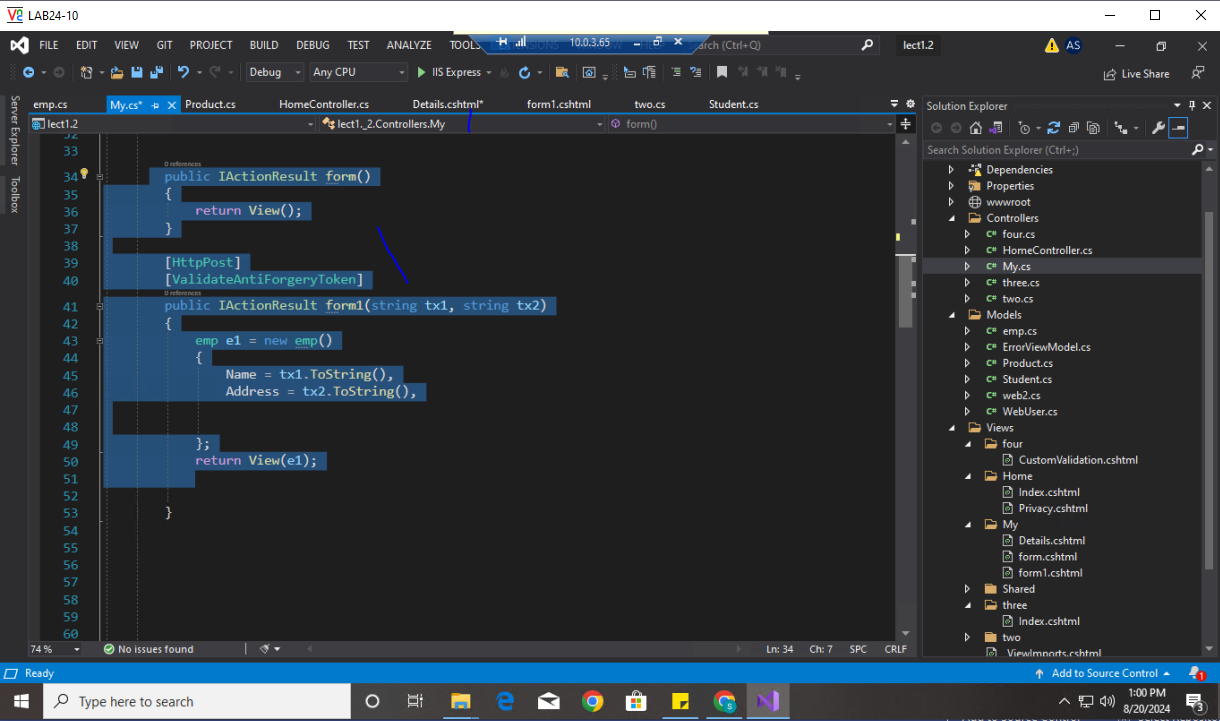 LAB24-10
FILE EDIT VIEW GIT PROJECT BUILD DEBUG TEST ANALYZE TOOLS 10.0.3.65 arch (Ctrl+Q) lect1.2 AS
Debug Any CPU IIS Express Live Share
emp.cs My.cs* Product.cs HomeController.cs Details.cshtml* form1.cshtml two.cs Student.cs
lect1.2 lect1._2.Controllers.My form()
Server Explorer
Toolbox
32
33
0 references
34 public IActionResult form()
35 {
36 return View();
37 }
38
39 [HttpPost]
40 [ValidateAntiForgeryToken]
0 references
41 public IActionResult form1(string tx1, string tx2)
42 {
43 emp e1 = new emp()
44 {
45 Name = tx1.ToString(),
46 Address = tx2.ToString(),
47
48
49 };
50 return View(e1);
51
52
53 }
54
55
56
57
58
59
60
74 % No issues found Ln: 34 Ch: 7 SPC CRLF
Solution Explorer
Search Solution Explorer (Ctrl+;)
Dependencies
Properties
wwwroot
Controllers
C# four.cs
C# HomeController.cs
C# My.cs
C# three.cs
C# two.cs
Models
C# emp.cs
C# ErrorViewModel.cs
C# Product.cs
C# Student.cs
C# web2.cs
C# WebUser.cs
Views
four
CustomValidation.cshtml
Home
Index.cshtml
Privacy.cshtml
My
Details.cshtml
form.cshtml
form1.cshtml
Shared
three
Index.cshtml
two
_ViewImports.cshtml
Ready Add to Source Control 1
Type here to search
1:00 PM
8/20/2024
3